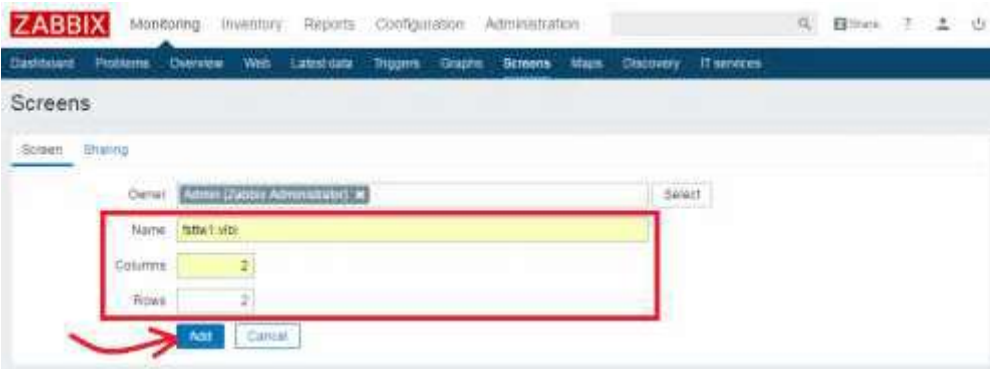 ZABBIX Monitoring Inventory Reports Configuration Administration Share ?
Dashboard Problems Overview Web Latest data Triggers Graphs Screens Maps Discovery IT services
Screens
Screen Sharing
Owner Admin (Zabbix Administrator) Select
Name
Columns 2
Rows 2
Add Cancel